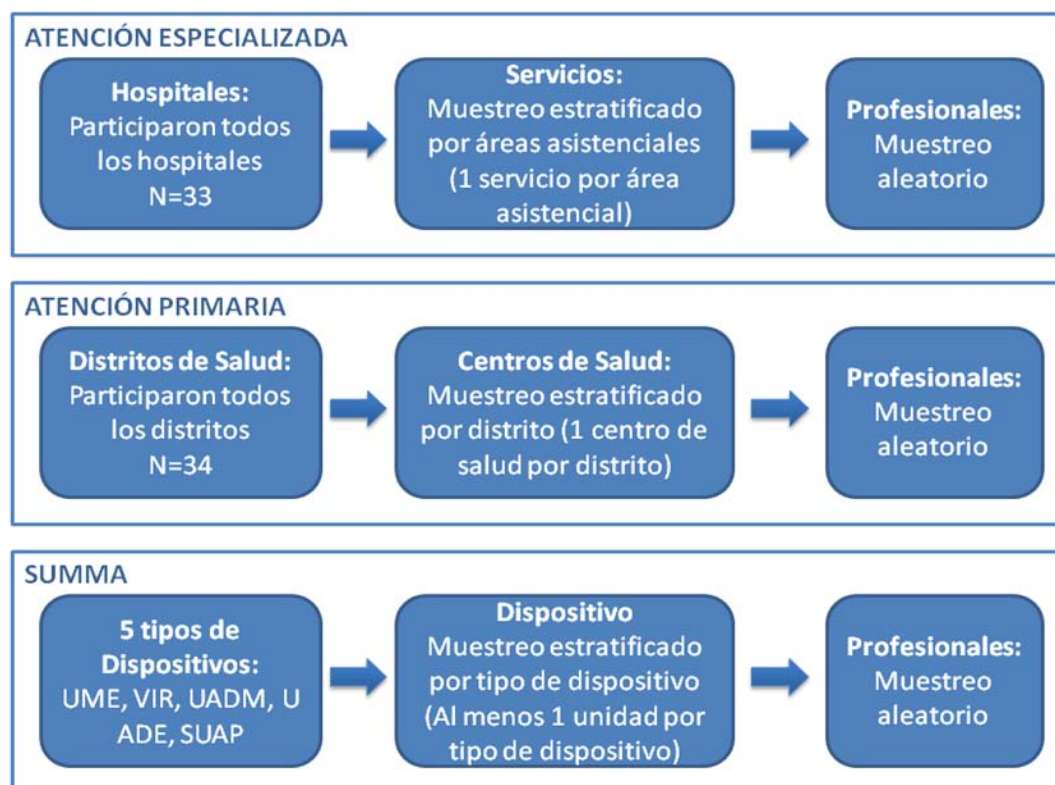 ATENCIÓN ESPECIALIZADA
Hospitales:
Participaron todos
los hospitales
N=33
Servicios:
Muestreo estratificado
por áreas asistenciales
(1 servicio por área
asistencial)
Profesionales:
Muestreo
aleatorio
ATENCIÓN PRIMARIA
Distritos de Salud:
Participaron todos
los distritos
N=34
Centros de Salud:
Muestreo estratificado
por distrito (1 centro de
salud por distrito)
Profesionales:
Muestreo
aleatorio
SUMMA
5 tipos de
Dispositivos:
UME, VIR, UADM, U
ADE, SUAP
Dispositivo
Muestreo estratificado
por tipo de dispositivo
(Al menos 1 unidad por
tipo de dispositivo)
Profesionales:
Muestreo
aleatorio